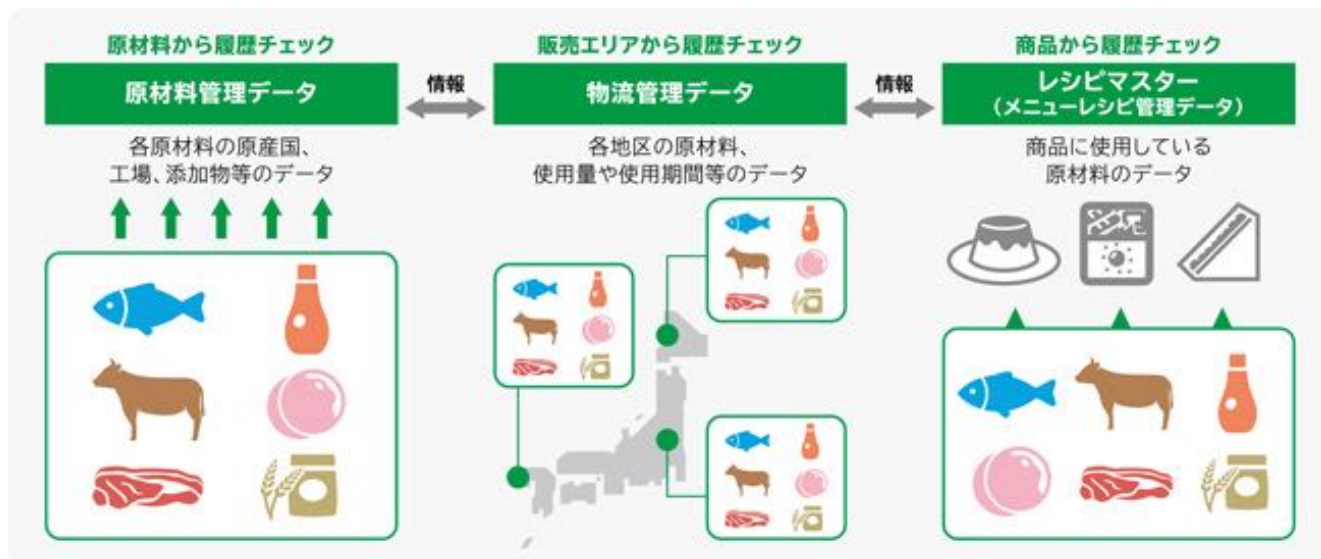 原材料から履歴チェック
原材料管理データ
各原材料の原産国、
工場、添加物等のデータ
情報
販売エリアから履歴チェック
物流管理データ
各地区の原材料、
使用量や使用期間等のデータ
情報
商品から履歴チェック
レシピマスター
（メニューレシピ管理データ）
商品に使用している
原材料のデータ